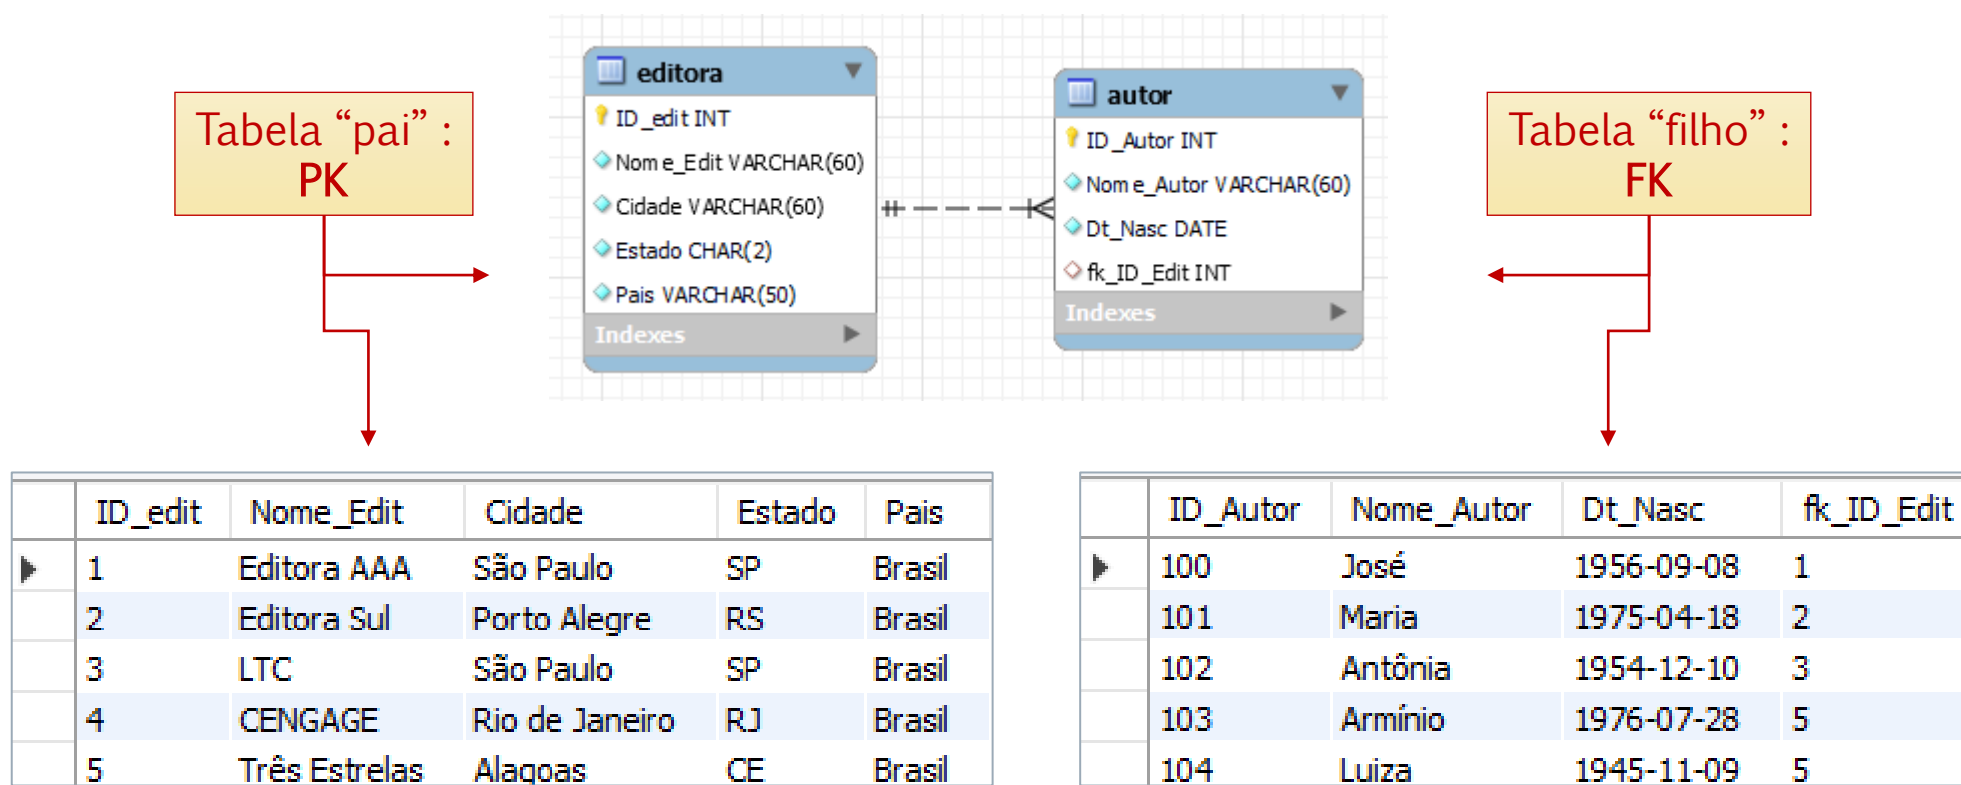 Tabela “pai” :
PK
editora
ID_edit INT
Nome_Edit VARCHAR(60)
Cidade VARCHAR(60)
Estado CHAR(2)
Pais VARCHAR(50)
Indexes
autor
ID_Autor INT
Nome_Autor VARCHAR(60)
Dt_Nasc DATE
fk_ID_Edit INT
Indexes
Tabela “filho” :
FK
ID_edit Nome_Edit Cidade Estado Pais
1 Editora AAA São Paulo SP Brasil
2 Editora Sul Porto Alegre RS Brasil
3 LTC São Paulo SP Brasil
4 CENGAGE Rio de Janeiro RJ Brasil
5 Três Estrelas Alagoas CE Brasil
ID_Autor Nome_Autor Dt_Nasc fk_ID_Edit
100 José 1956-09-08 1
101 Maria 1975-04-18 2
102 Antônia 1954-12-10 3
103 Armínio 1976-07-28 5
104 Luiza 1945-11-09 5